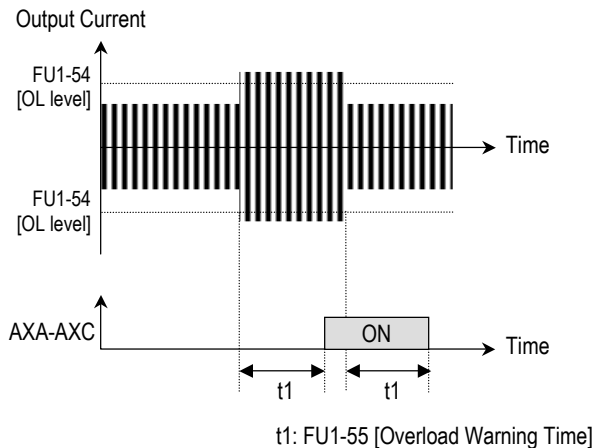 Output Current
FU1-54
[OL level]
Time
FU1-54
[OL level]
AXA-AXC
ON
Time
t1
t1
t1: FU1-55 [Overload Warning Time]